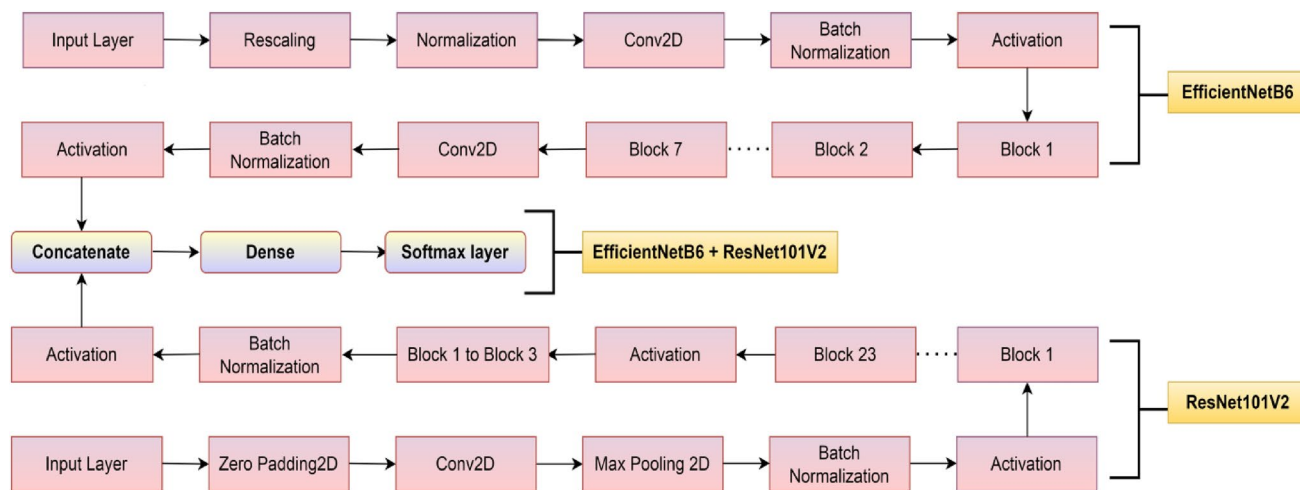 Input Layer
Rescaling
Normalization
Conv2D
Batch
Normalization
Activation
EfficientNetB6
Activation
Batch
Normalization
Conv2D
Block 7
Block 2
Block 1
Concatenate
Dense
Softmax layer
EfficientNetB6 + ResNet101V2
Activation
Batch
Normalization
Block 1 to Block 3
Activation
Block 23
Block 1
ResNet101V2
Input Layer
Zero Padding2D
Conv2D
Max Pooling 2D
Batch
Normalization
Activation